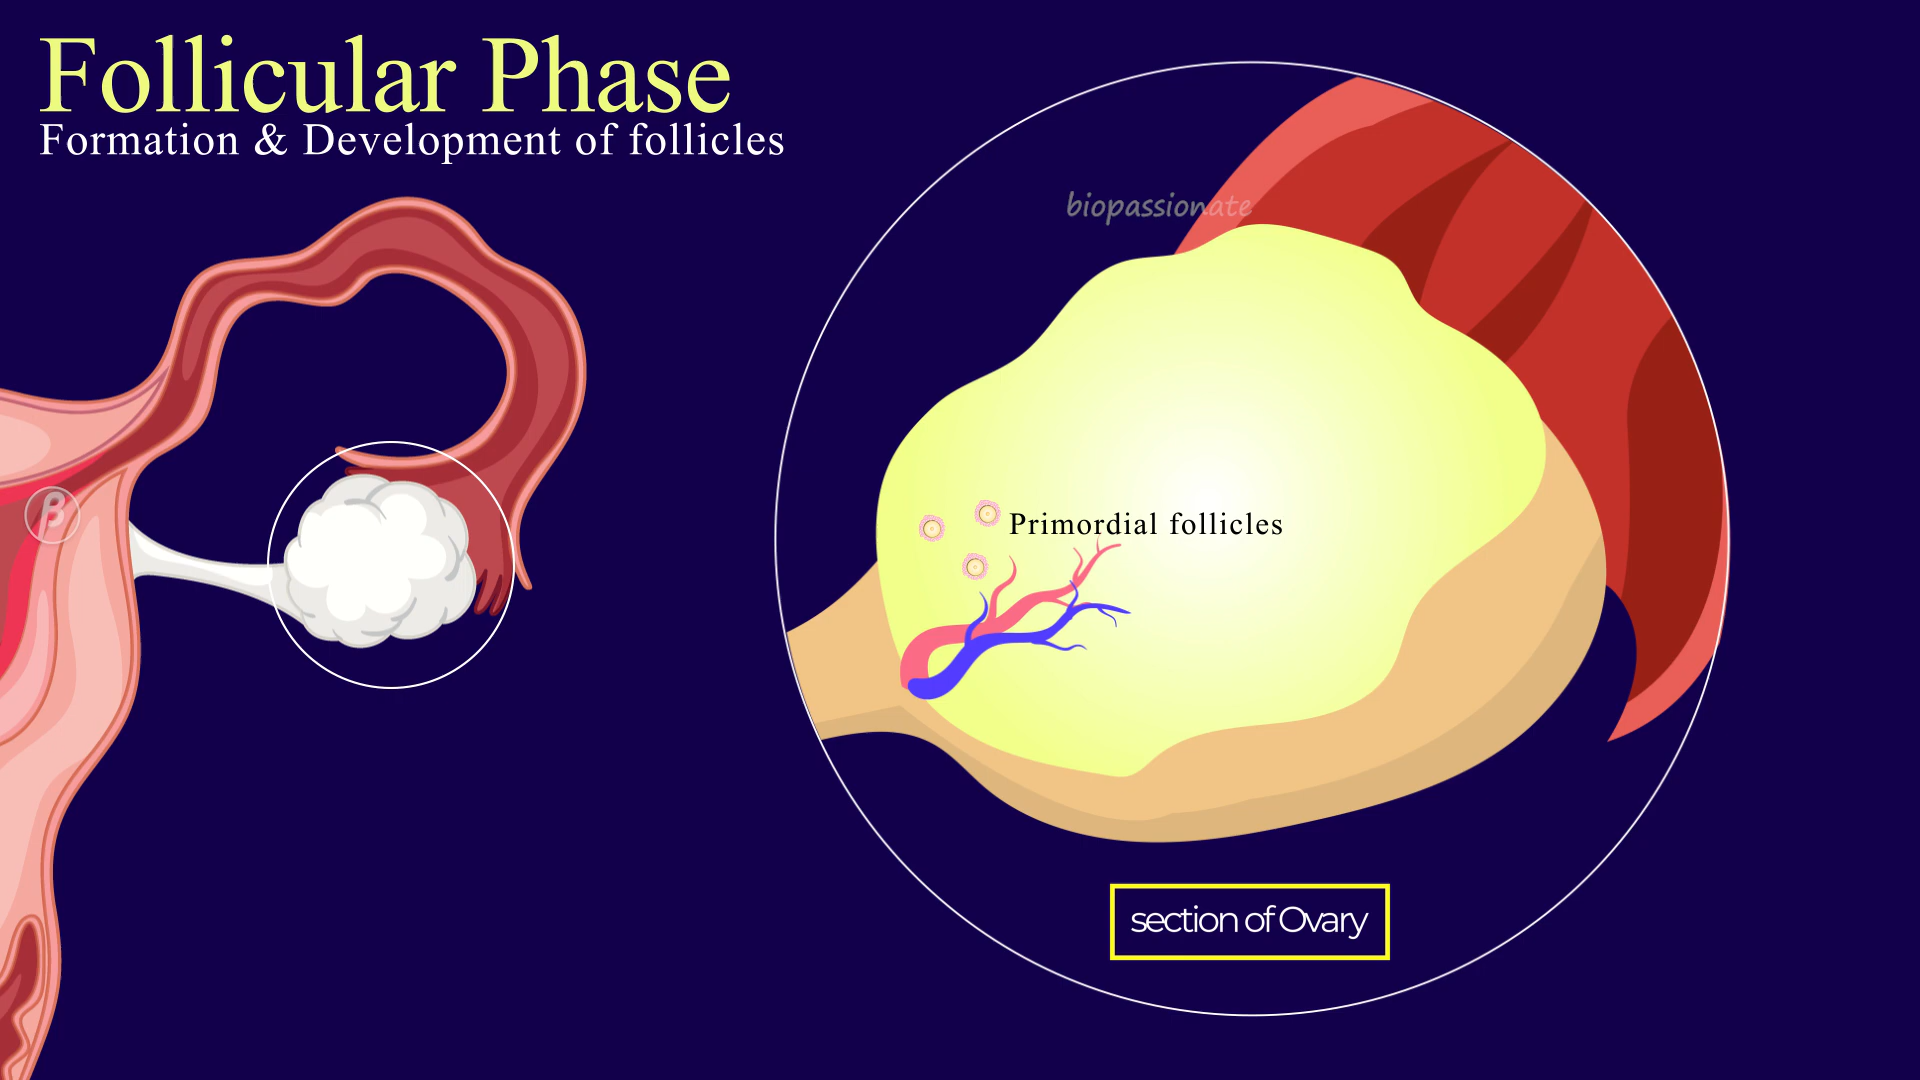 Follicular Phase
Formation & Development of follicles
biopassionate
β
Primordial follicles
section of Ovary